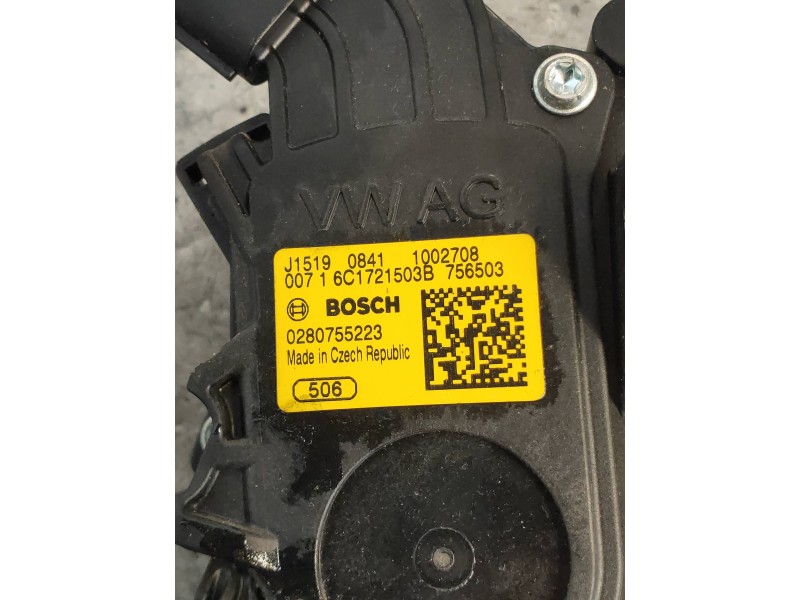 VW AG
J1519 0841 1002708
007 1 6C1721503B 756503
BOSCH
0280755223
Made in Czech Republic
506